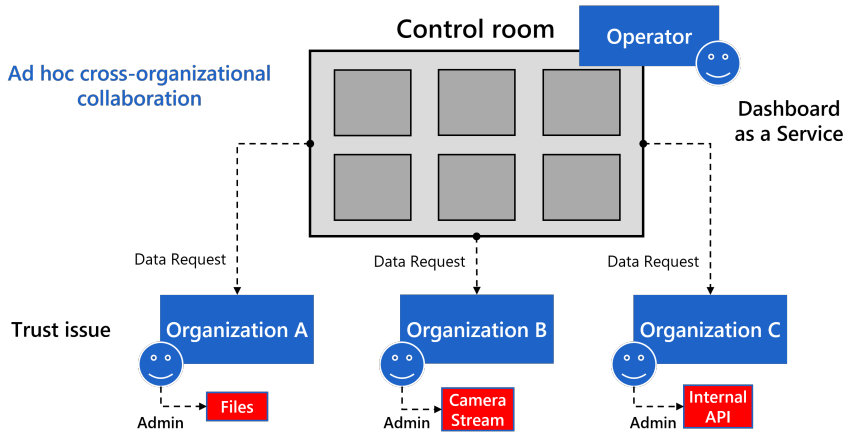 Control room
Operator
Ad hoc cross-organizational
collaboration
Dashboard
as a Service
Data Request
Data Request
Data Request
Trust issue
Organization A
Organization B
Organization C
Admin
Files
Admin
Camera
Stream
Admin
Internal
API